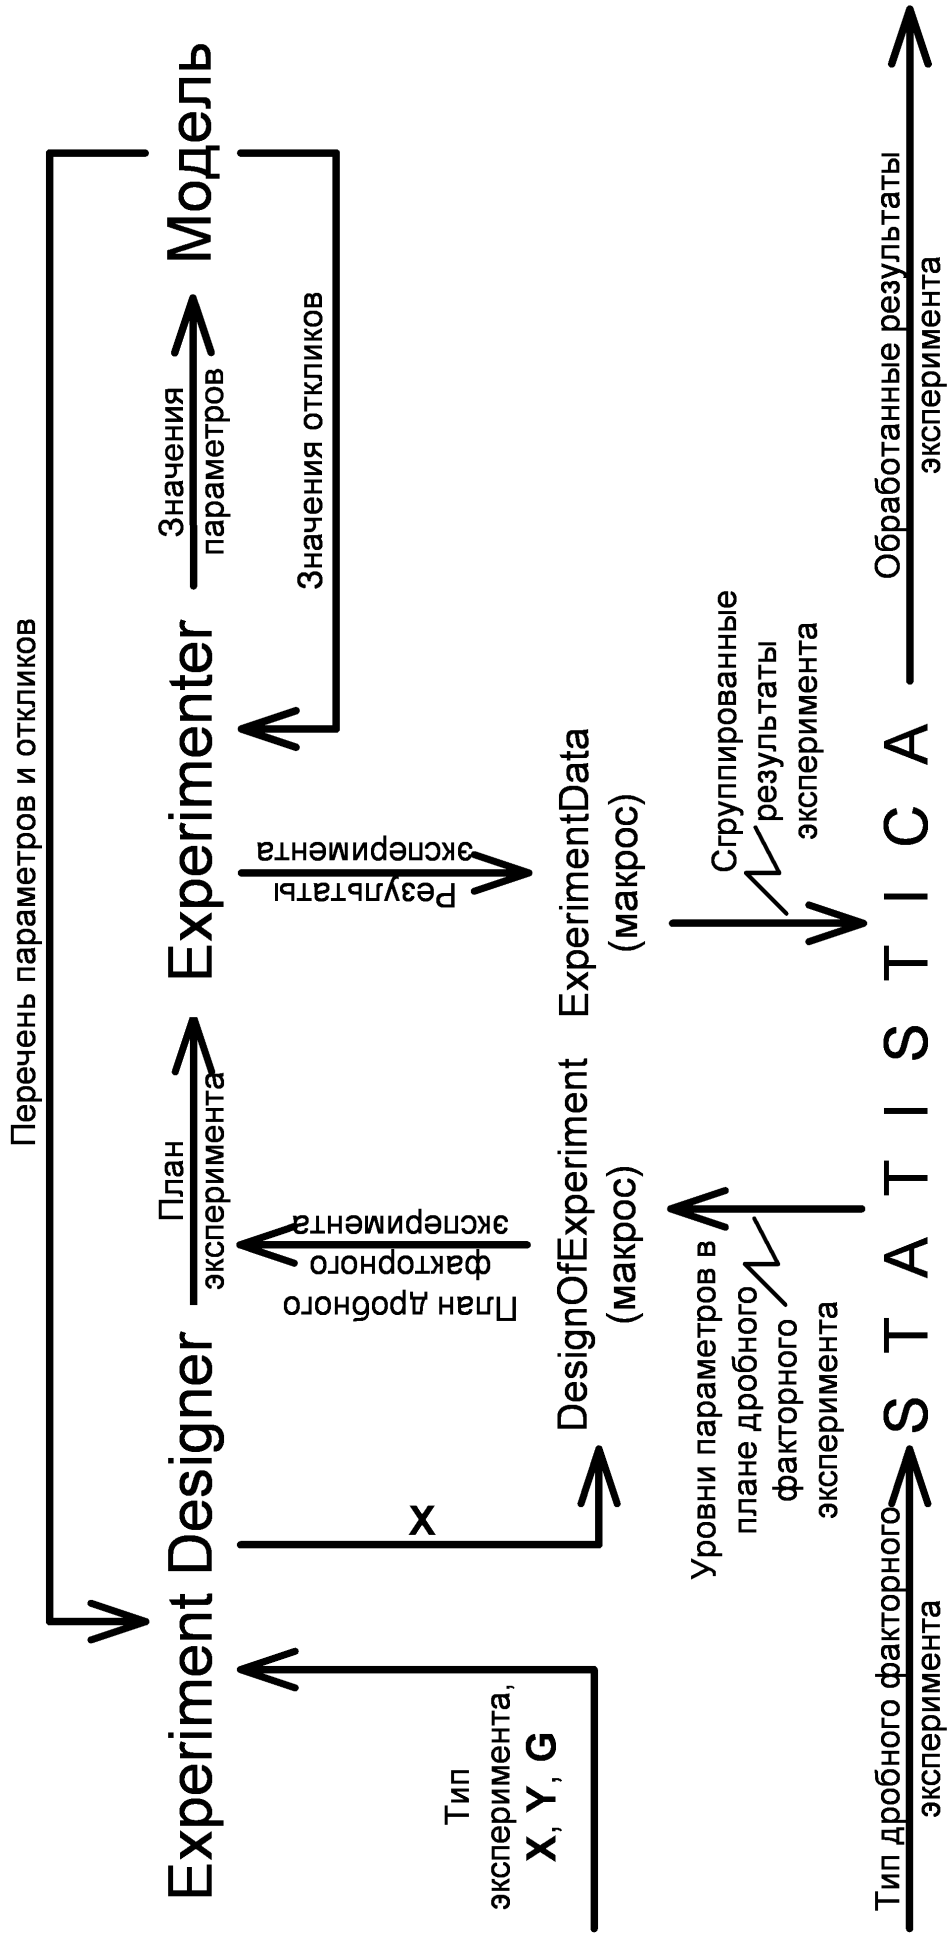 Перечень параметров и откликов
Experiment Designer
План
эксперимента
Experimenter
Значения
параметров
Модель
Значения откликов
X
План дробного
факторного
эксперимента
Результаты
эксперимента
Тип
эксперимента,
X, Y, G
DesignOfExperiment
(макрос)
ExperimentData
(макрос)
Уровни параметров в
плане дробного
факторного
эксперимента
Сгруппированные
результаты
эксперимента
Тип дробного факторного
эксперимента
S T A T I S T I C A
Обработанные результаты
эксперимента